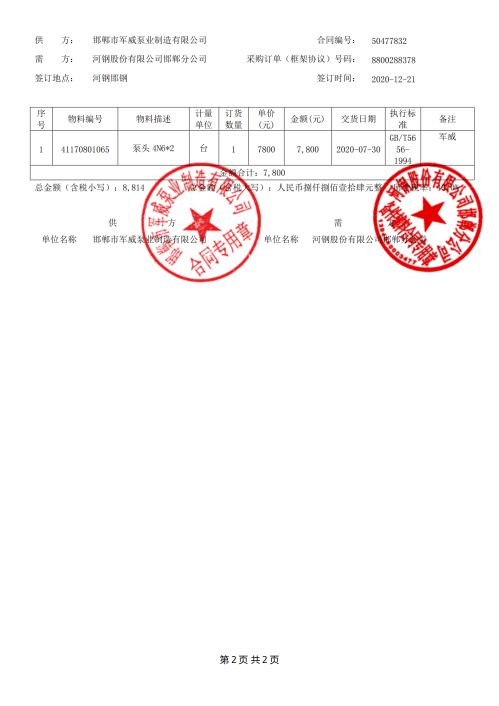 供 方： 邯郸市军威泵业制造有限公司 合同编号： 50477832
需 方： 河钢股份有限公司邯郸分公司 采购订单（框架协议）号码： 8800288378
签订地点： 河钢邯钢 签订时间： 2020-12-21
序号 物料编号 物料描述 计量单位 订货数量 单价(元) 金额(元) 交货日期 执行标准 备注
1 41170801065 泵头 4N6*2 台 1 7800 7,800 2020-07-30 GB/T5656-1994 军威
金额合计：7,800
总金额（含税小写）：8,814 总金额（含税大写）：人民币捌仟捌佰壹拾肆元整
供 方 需
单位名称 邯郸市军威泵业制造有限公司 单位名称 河钢股份有限公司邯郸分公司
邯郸市军威泵业制造有限公司
合同专用章
河钢股份有限公司邯郸分公司
第 2 页 共 2 页